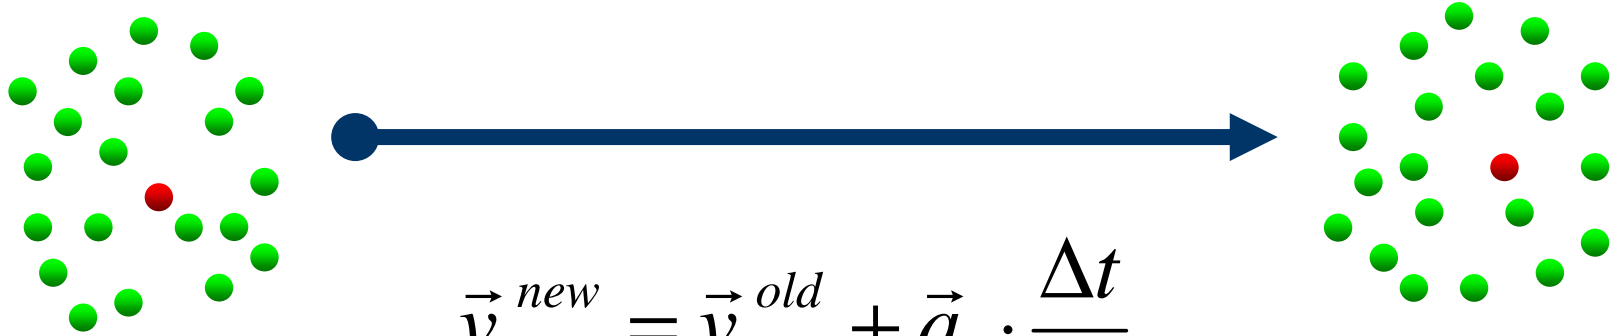 v⃗ new = v⃗ old + a⃗ · Δt